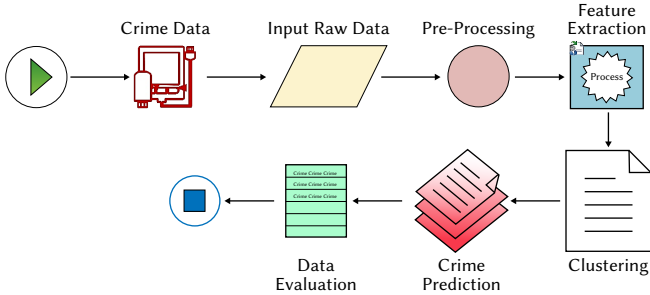 Crime Data
Input Raw Data
Pre-Processing
Feature
Extraction
Process
Crime Crime Crime
Crime Crime Crime
Crime Crime Crime
Data
Evaluation
Crime
Prediction
Clustering